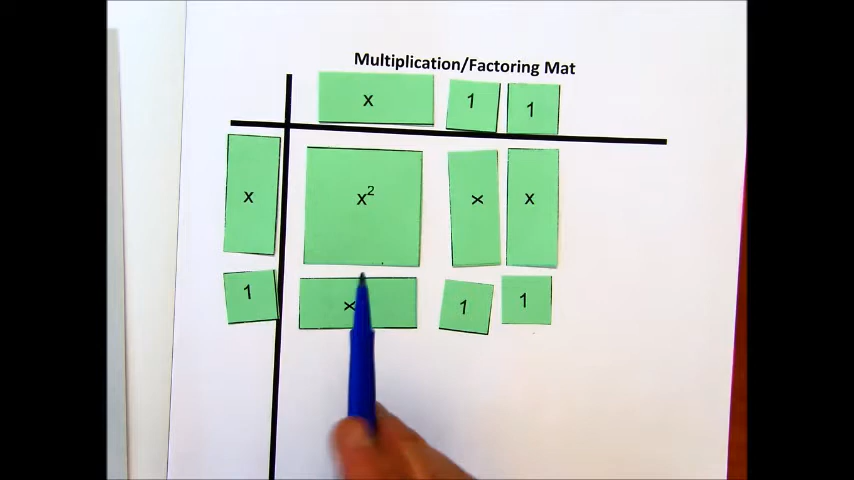 Multiplication/Factoring Mat
x 1 1
x x² x x
1 x 1 1